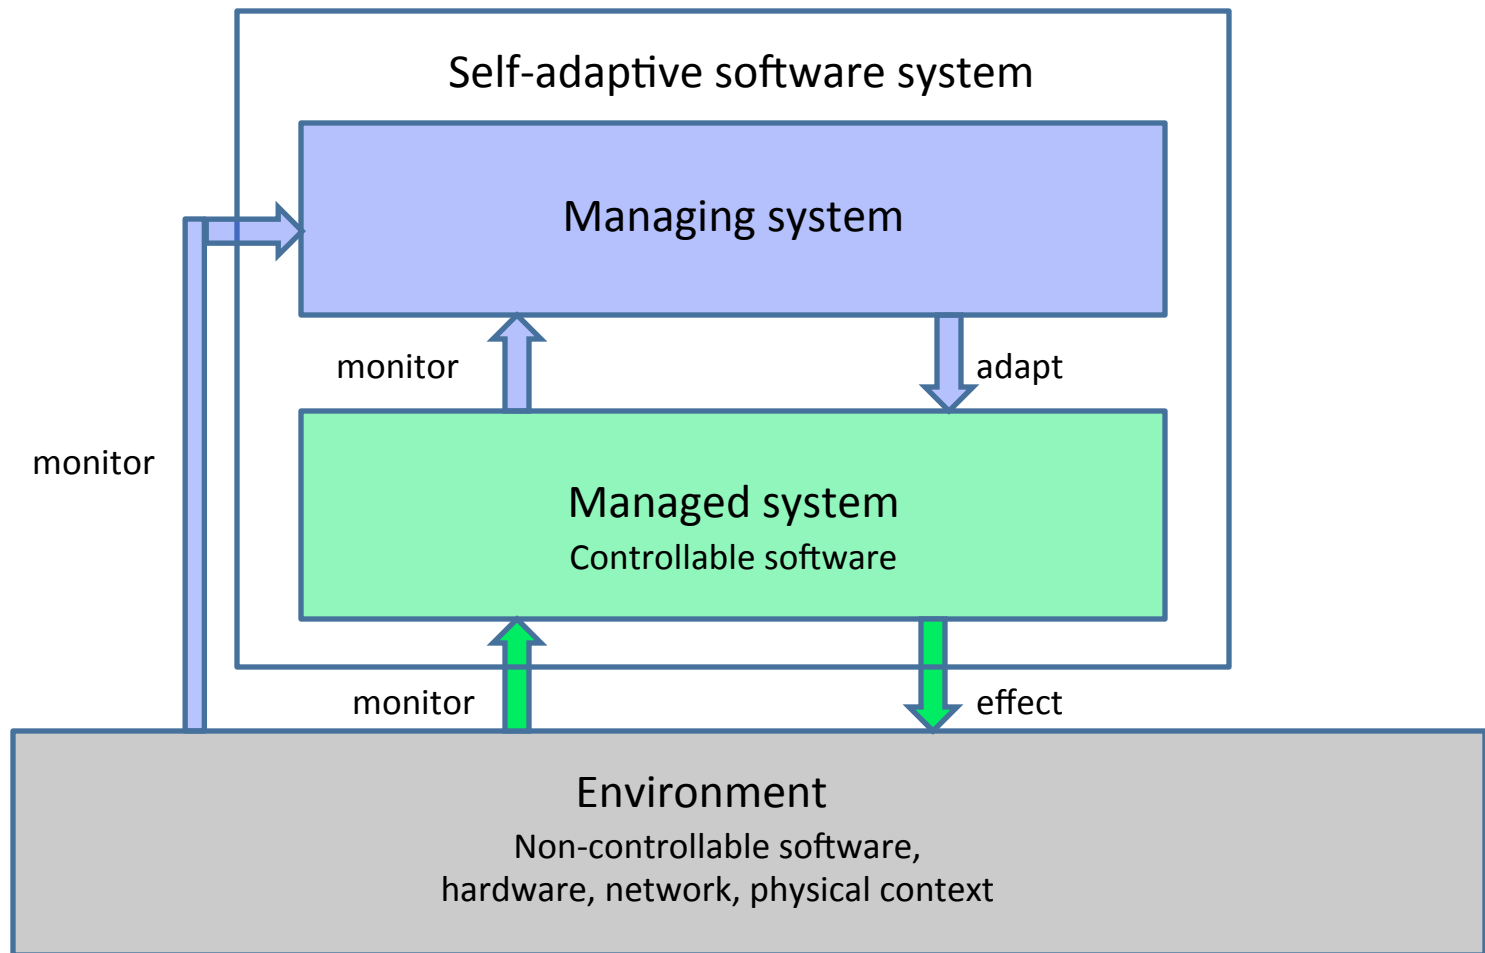 Self-adaptive software system
Managing system
monitor
adapt
monitor
Managed system
Controllable software
monitor
effect
Environment
Non-controllable software,
hardware, network, physical context